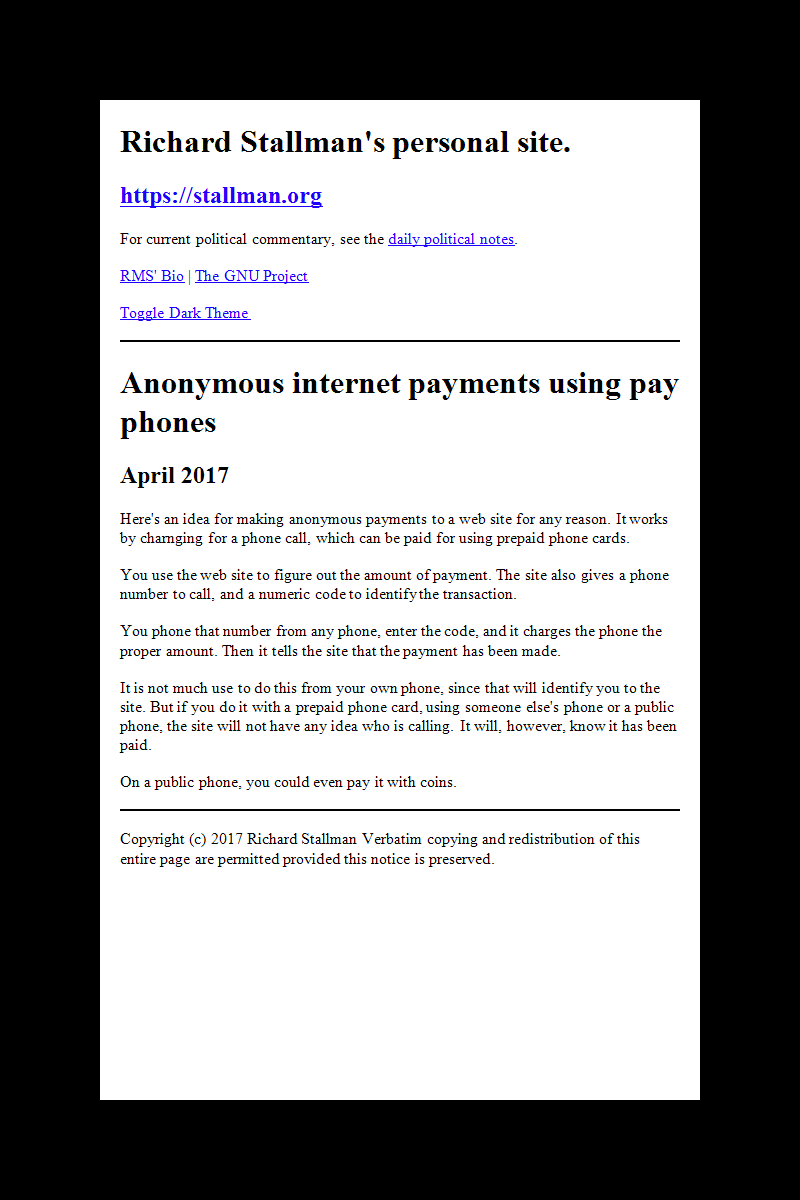 Richard Stallman's personal site.
https://stallman.org
For current political commentary, see the daily political notes.
RMS' Bio | The GNU Project
Toggle Dark Theme
Anonymous internet payments using pay
phones
April 2017
Here's an idea for making anonymous payments to a web site for any reason. It works
by charnging for a phone call, which can be paid for using prepaid phone cards.
You use the web site to figure out the amount of payment. The site also gives a phone
number to call, and a numeric code to identify the transaction.
You phone that number from any phone, enter the code, and it charges the phone the
proper amount. Then it tells the site that the payment has been made.
It is not much use to do this from your own phone, since that will identify you to the
site. But if you do it with a prepaid phone card, using someone else's phone or a public
phone, the site will not have any idea who is calling. It will, however, know it has been
paid.
On a public phone, you could even pay it with coins.
Copyright (c) 2017 Richard Stallman Verbatim copying and redistribution of this
entire page are permitted provided this notice is preserved.